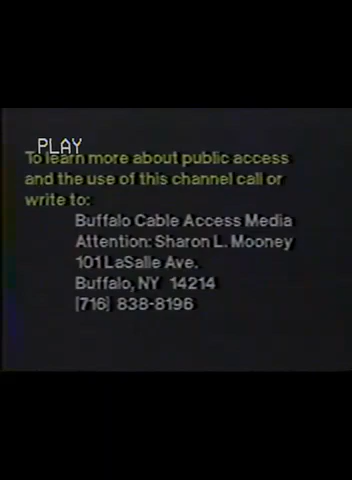 PLAY
To learn more about public access
and the use of this channel call or
write to:
Buffalo Cable Access Media
Attention: Sharon L. Mooney
101 LaSalle Ave.
Buffalo, NY 14214
(716) 838-8196